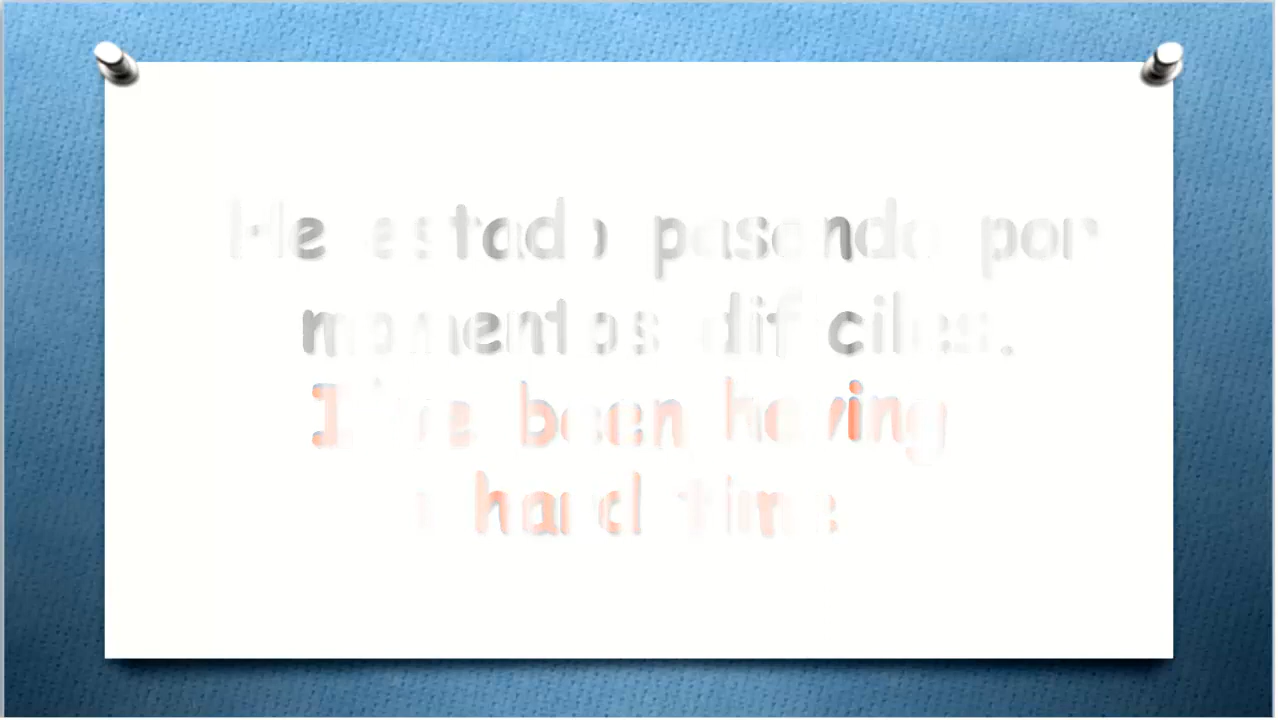 He estado pasando por
momentos difíciles.
I've been having
a hard time